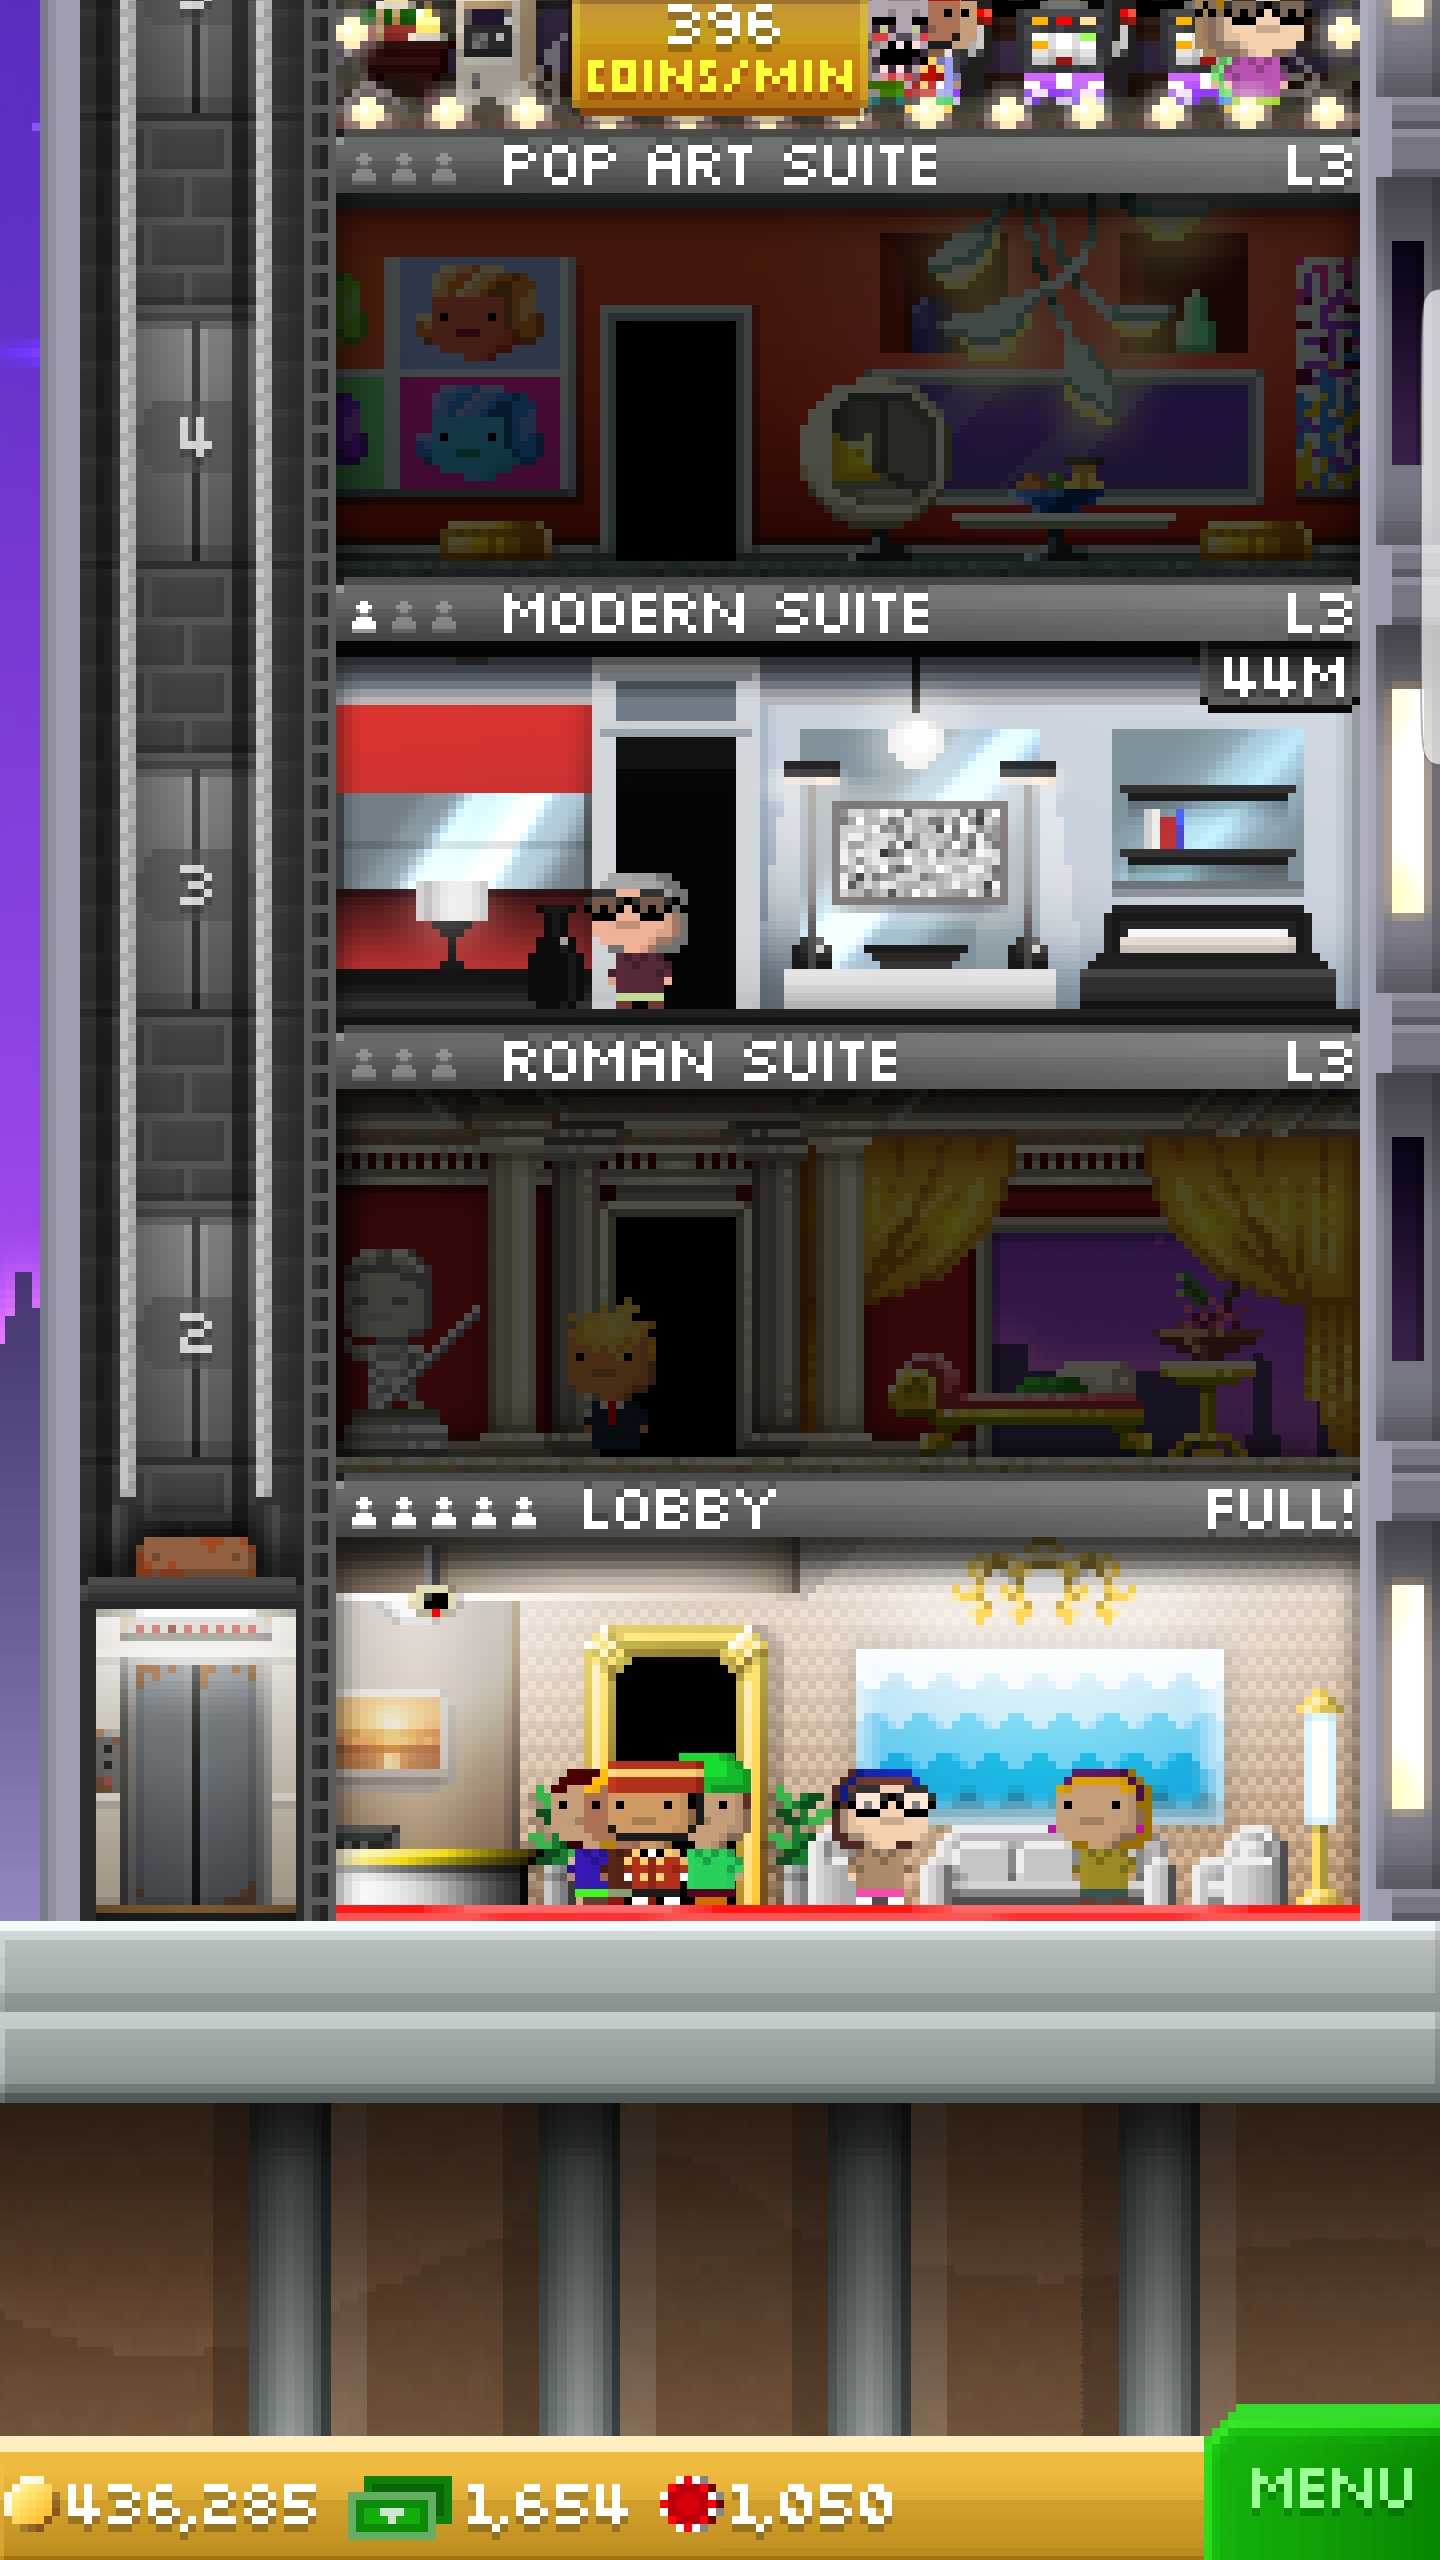 396
COINS/MIN
POP ART SUITE L3
4
MODERN SUITE L3
44M
3
ROMAN SUITE L3
2
LOBBY FULL!
436,285 1,654 1,050 MENU